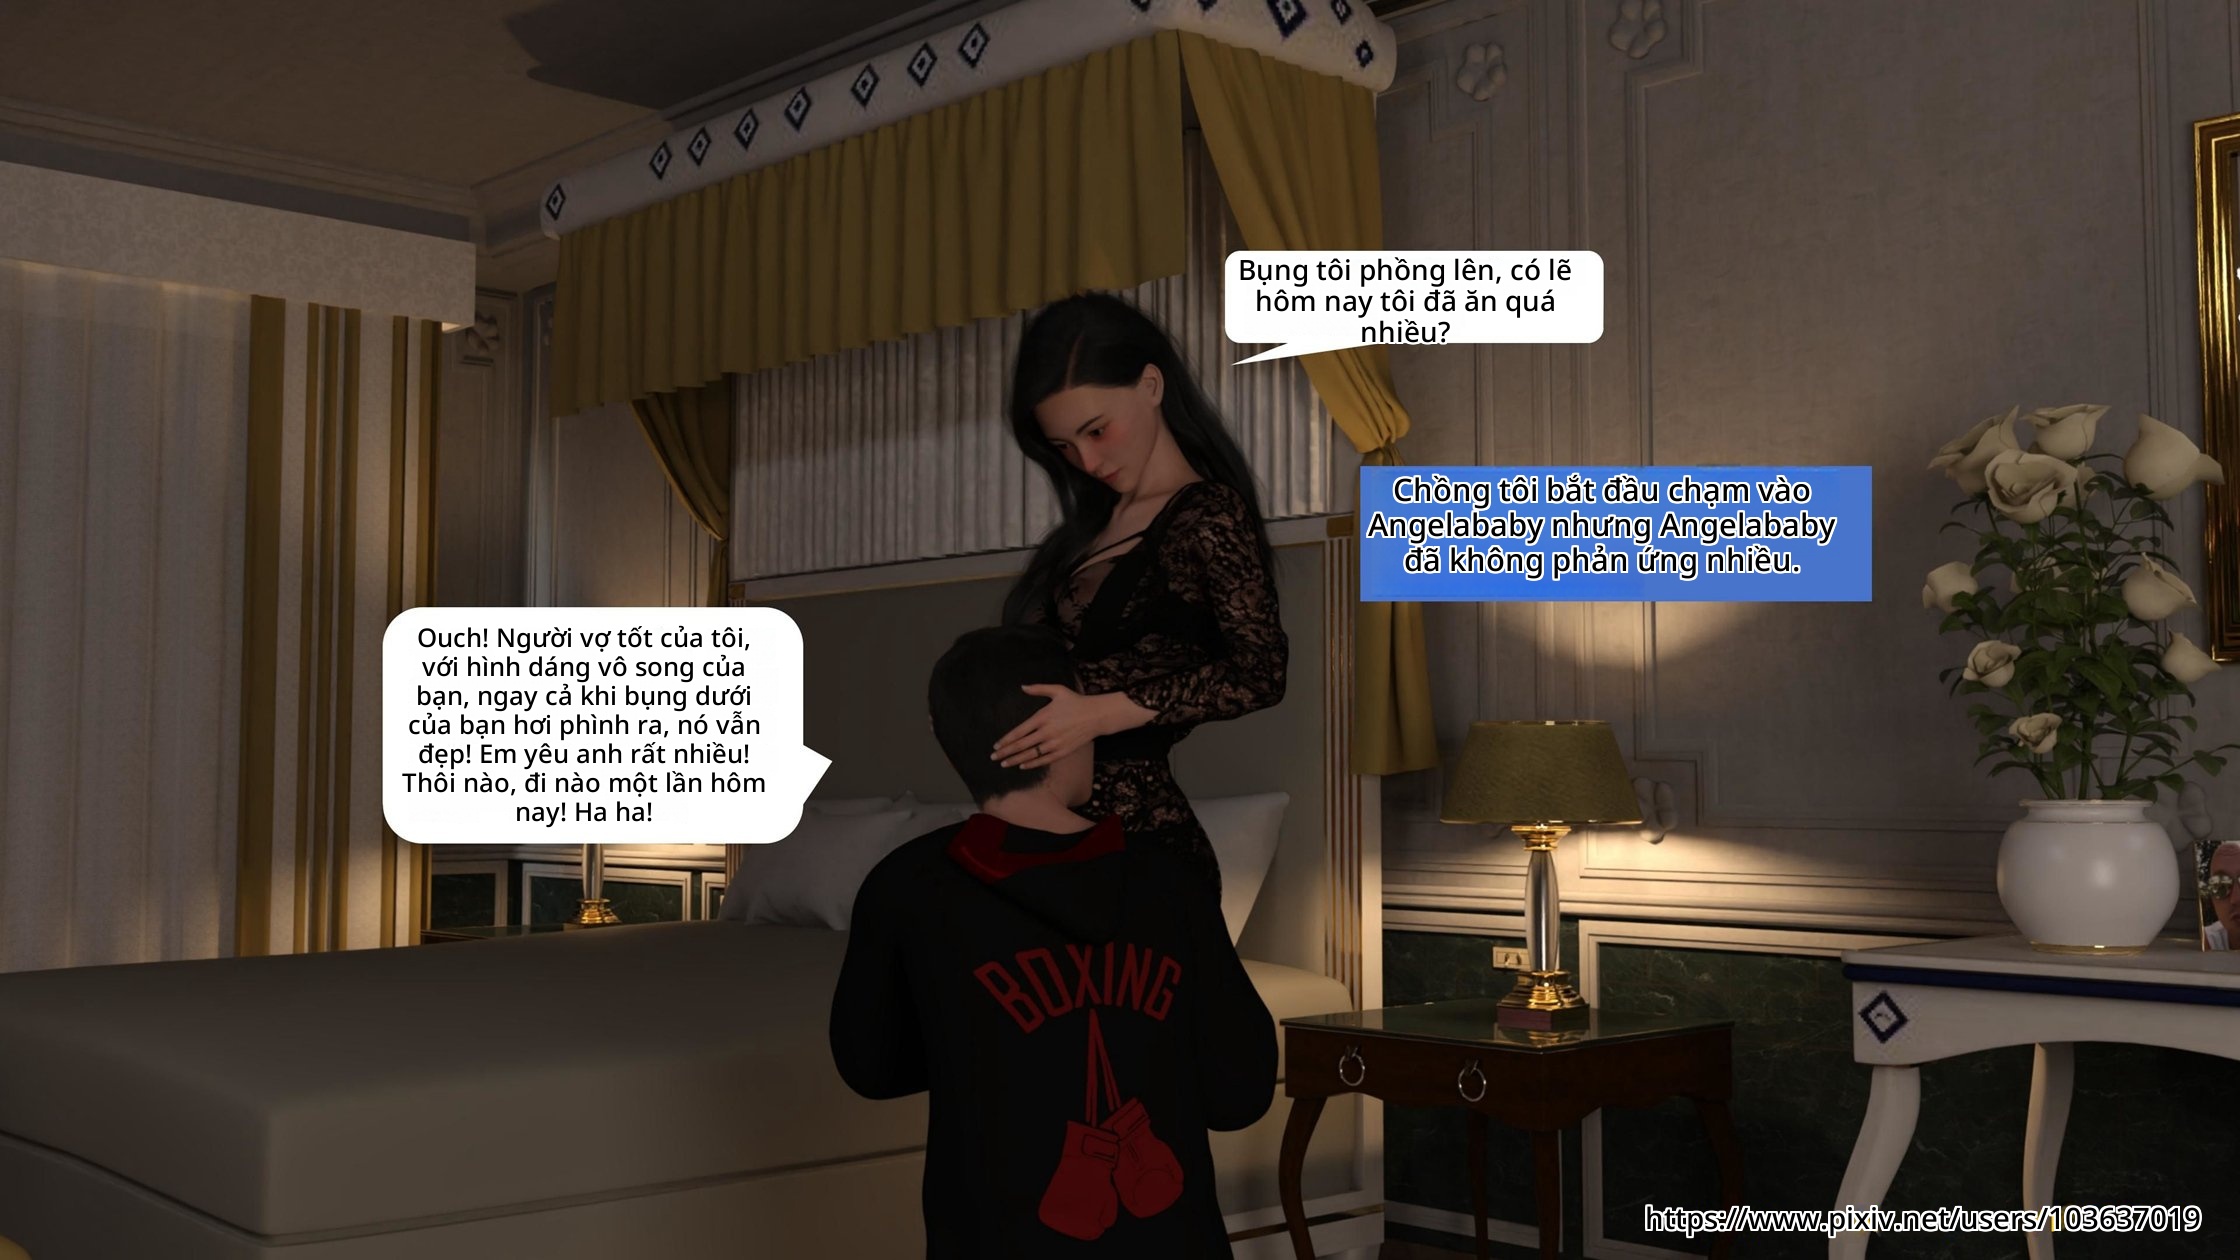 Bụng tôi phồng lên, có lẽ
hôm nay tôi đã ăn quá
nhiều?
Chồng tôi bắt đầu chạm vào
Angelababy nhưng Angelababy
đã không phản ứng nhiều.
Ouch! Người vợ tốt của tôi,
với hình dáng vô song của
bạn, ngay cả khi bụng dưới
của bạn hơi phình ra, nó vẫn
đẹp! Em yêu anh rất nhiều!
Thôi nào, đi nào một lần hôm
nay! Ha ha!
BOXING
https://www.pixiv.net/users/103637019